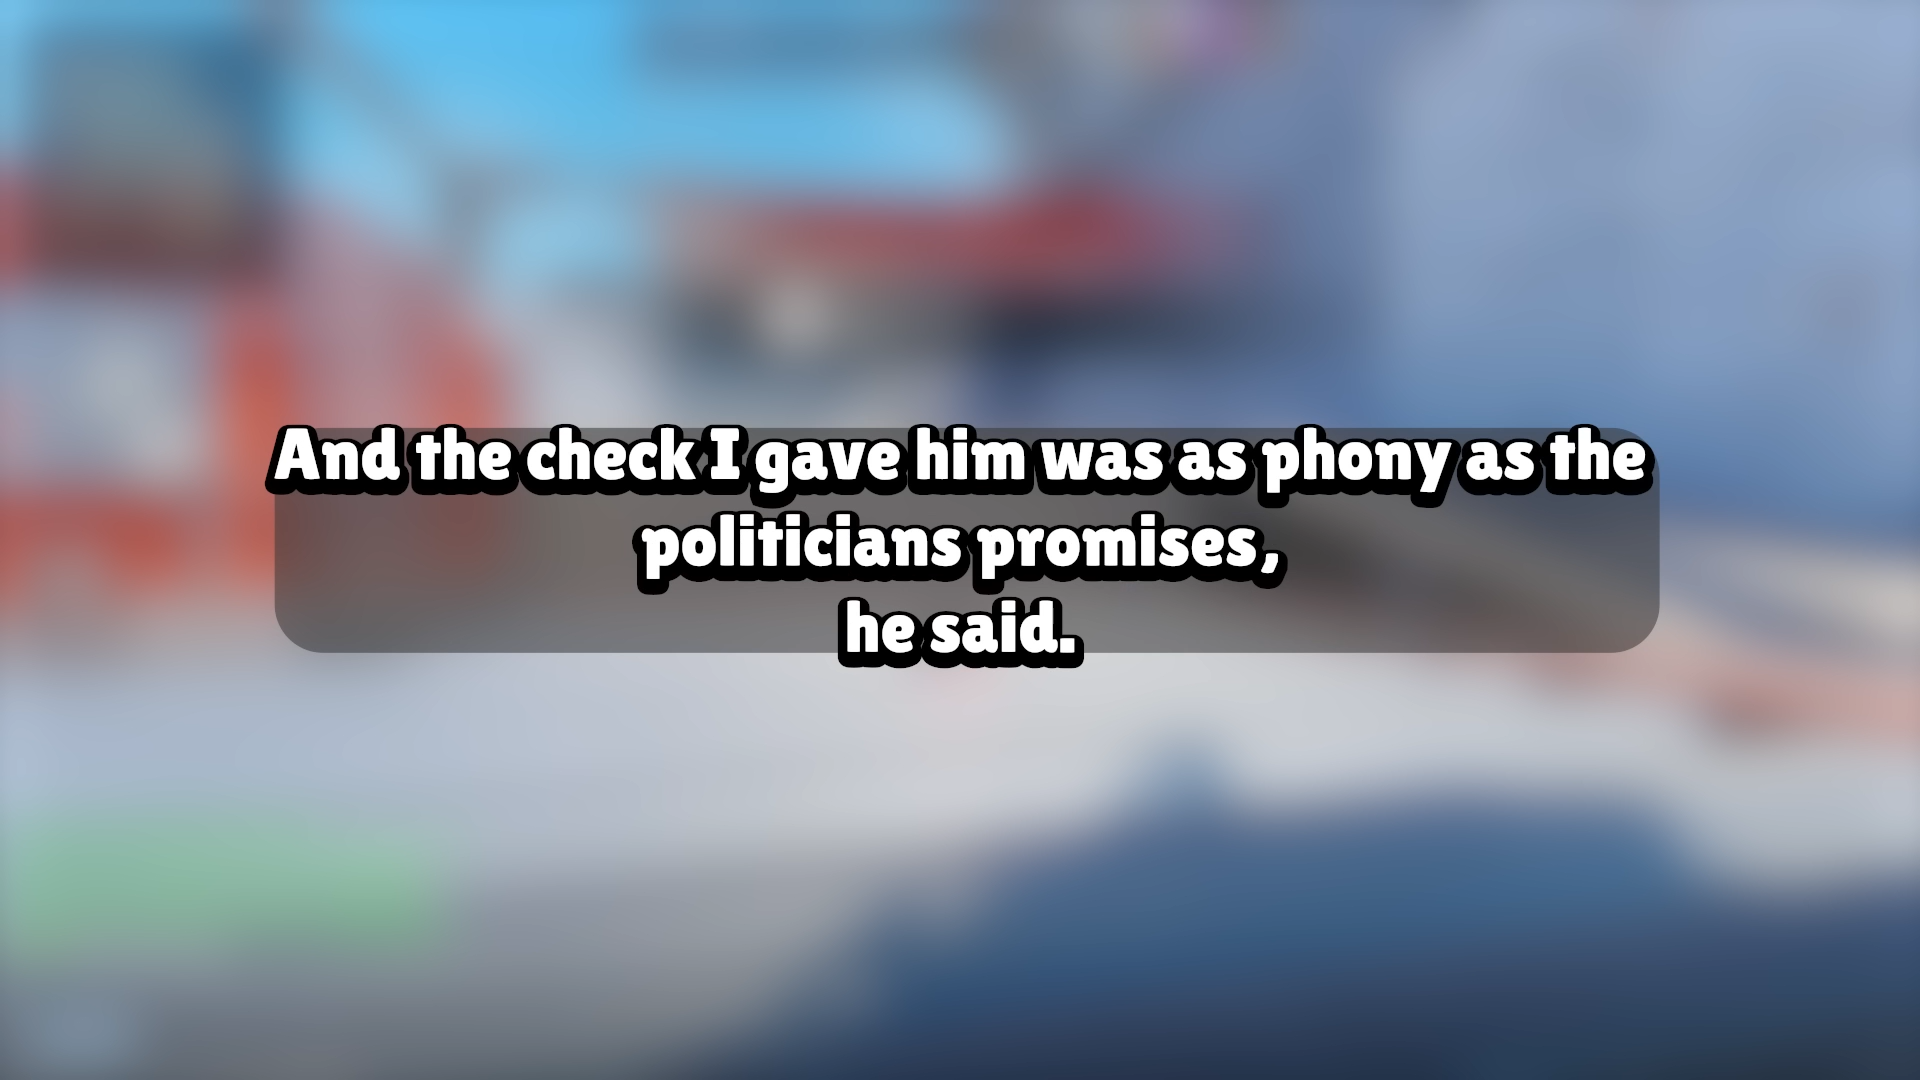 And the check I gave him was as phony as the
politicians promises,
he said.